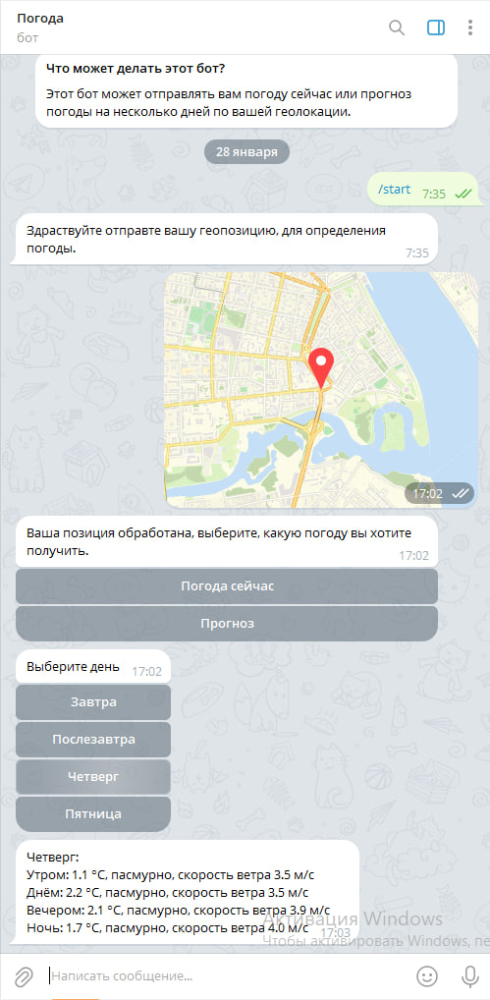 Погода
бот
Что может делать этот бот?
Этот бот может отправлять вам погоду сейчас или прогноз
погоды на несколько дней по вашей геолокации.
28 января
/start 7:35
Здраствуйте отправте вашу геопозицию, для определения
погоды. 7:35
17:02
Ваша позиция обработана, выберите, какую погоду вы хотите
получить. 17:02
Погода сейчас
Прогноз
Выберите день 17:02
Завтра
Послезавтра
Четверг
Пятница
Четверг:
Утром: 1.1 °C, пасмурно, скорость ветра 3.5 м/с
Днём: 2.2 °C, пасмурно, скорость ветра 3.5 м/с
Вечером: 2.1 °C, пасмурно, скорость ветра 3.9 м/с
Ночь: 1.7 °C, пасмурно, скорость ветра 4.0 м/с 17:03
Активация Windows
Чтобы активировать Windows, пе
Написать сообщение...